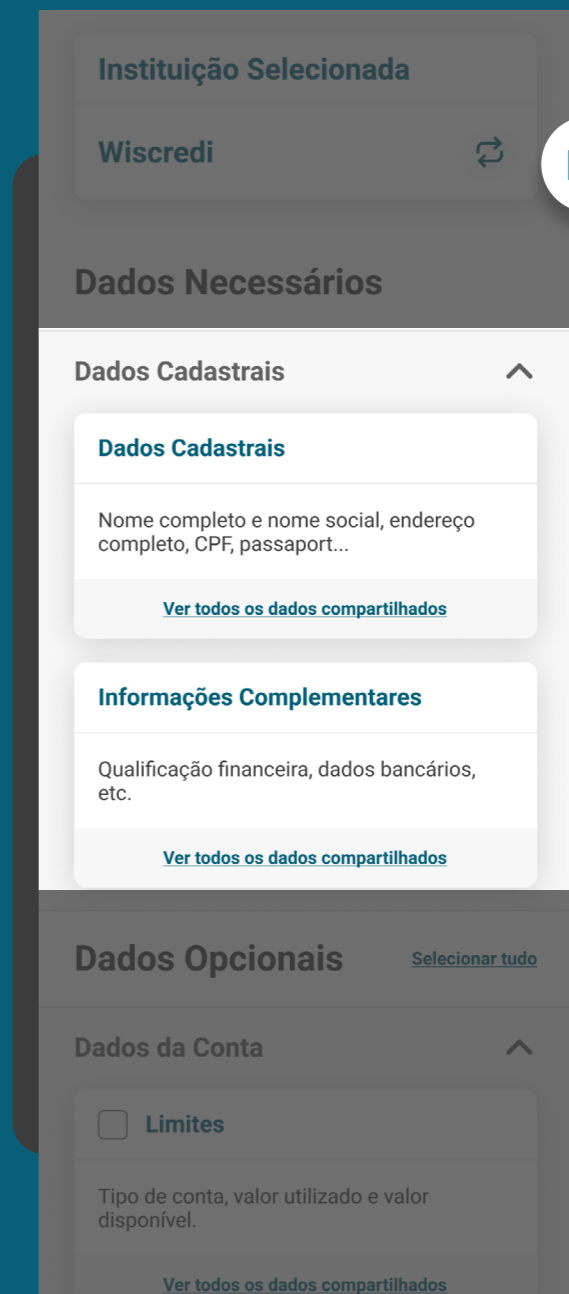 Instituição Selecionada
Wiscredi
Dados Necessários
Dados Cadastrais
Dados Cadastrais
Nome completo e nome social, endereço
completo, CPF, passaport...
Ver todos os dados compartilhados
Informações Complementares
Qualificação financeira, dados bancários,
etc.
Ver todos os dados compartilhados
Dados Opcionais
Selecionar tudo
Dados da Conta
Limites
Tipo de conta, valor utilizado e valor
disponível.
Ver todos os dados compartilhados